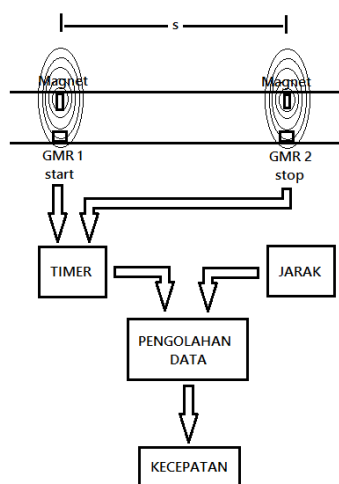 s
Magnet
Magnet
GMR 1
start
GMR 2
stop
TIMER
JARAK
PENGOLAHAN
DATA
KECEPATAN